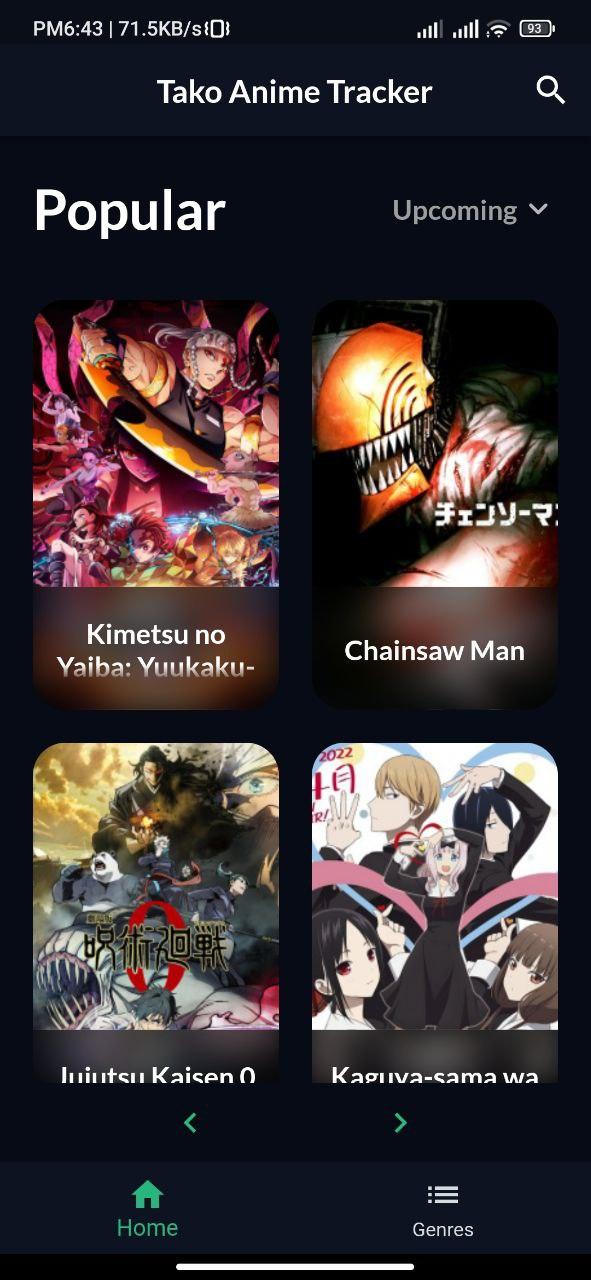 PM6:43 | 71.5KB/s
93
Tako Anime Tracker
Popular
Upcoming
チェンソーマン
Kimetsu no
Yaiba: Yuukaku-
Chainsaw Man
劇場版
呪術廻戦
0
2022
十月
Jujutsu Kaisen 0
Kaguya-sama wa
Home
Genres